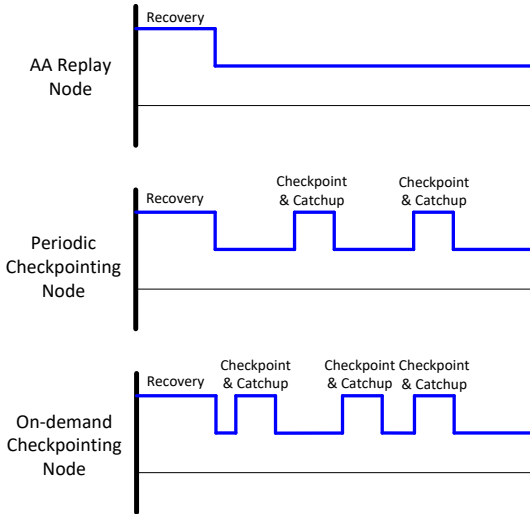 Recovery
AA Replay
Node
Checkpoint
& Catchup
Checkpoint
& Catchup
Recovery
Periodic
Checkpointing
Node
Checkpoint
& Catchup
Checkpoint
& Catchup
Checkpoint
& Catchup
Recovery
On-demand
Checkpointing
Node